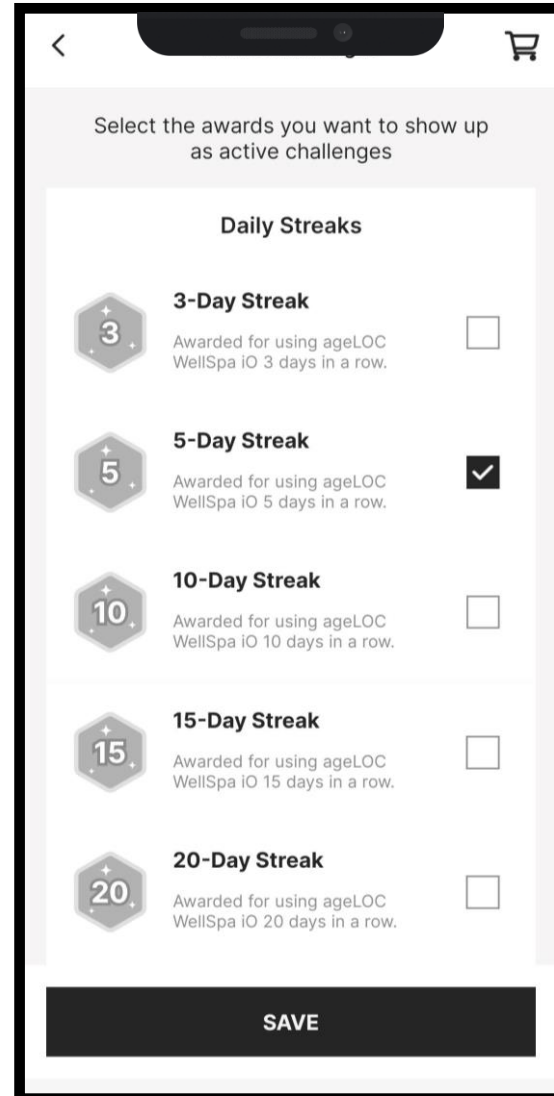 Select the awards you want to show up
as active challenges
Daily Streaks
3
3-Day Streak
Awarded for using ageLOC
WellSpa iO 3 days in a row.
5
5-Day Streak
Awarded for using ageLOC
WellSpa iO 5 days in a row.
10
10-Day Streak
Awarded for using ageLOC
WellSpa iO 10 days in a row.
15
15-Day Streak
Awarded for using ageLOC
WellSpa iO 15 days in a row.
20
20-Day Streak
Awarded for using ageLOC
WellSpa iO 20 days in a row.
SAVE